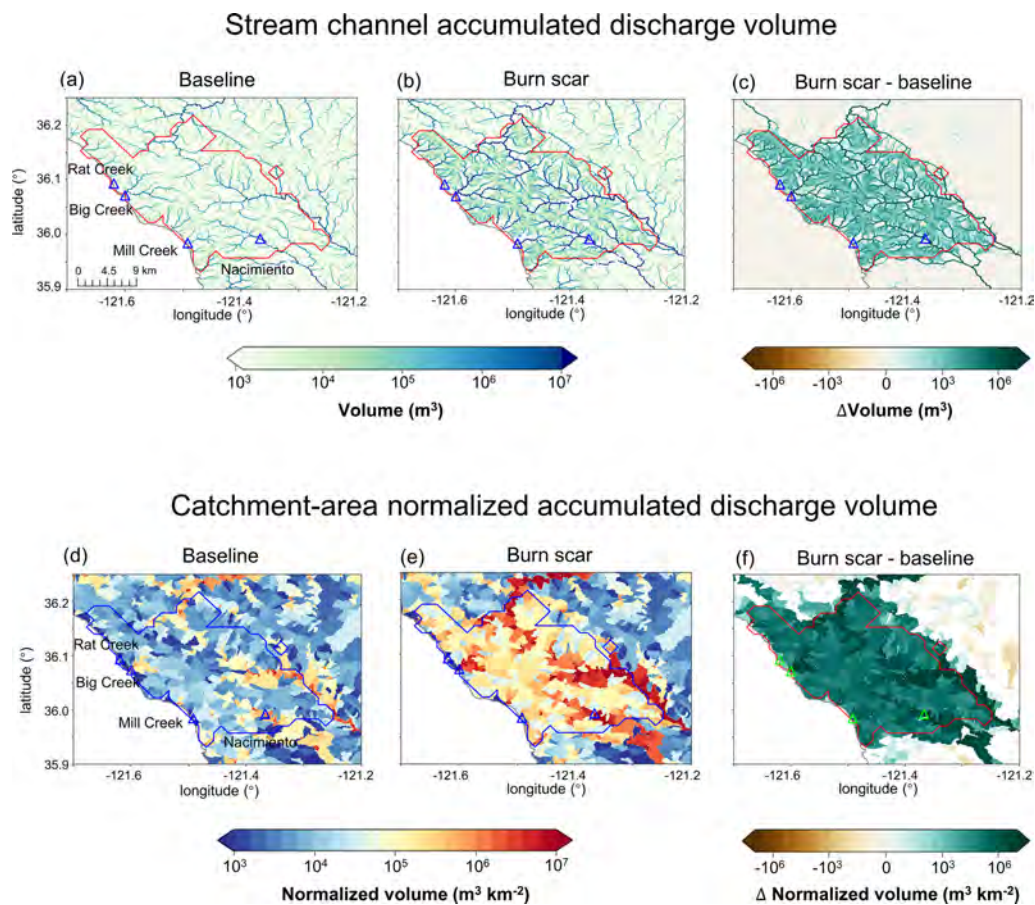 Stream channel accumulated discharge volume
(a) Baseline
(b) Burn scar
(c) Burn scar - baseline
latitude (°)
36.2
36.1
36.0
35.9
Rat Creek
Big Creek
Mill Creek
Nacimiento
0 4.5 9 km
-121.6 -121.4 -121.2
longitude (°)
-121.6 -121.4 -121.2
longitude (°)
-121.6 -121.4 -121.2
longitude (°)
10³ 10⁴ 10⁵ 10⁶ 10⁷
Volume (m³)
-10⁶ -10³ 0 10³ 10⁶
ΔVolume (m³)
Catchment-area normalized accumulated discharge volume
(d) Baseline
(e) Burn scar
(f) Burn scar - baseline
latitude (°)
36.2
36.1
36.0
35.9
Rat Creek
Big Creek
Mill Creek
Nacimiento
-121.6 -121.4 -121.2
longitude (°)
-121.6 -121.4 -121.2
longitude (°)
-121.6 -121.4 -121.2
longitude (°)
10³ 10⁴ 10⁵ 10⁶ 10⁷
Normalized volume (m³ km⁻²)
-10⁶ -10³ 0 10³ 10⁶
Δ Normalized volume (m³ km⁻²)